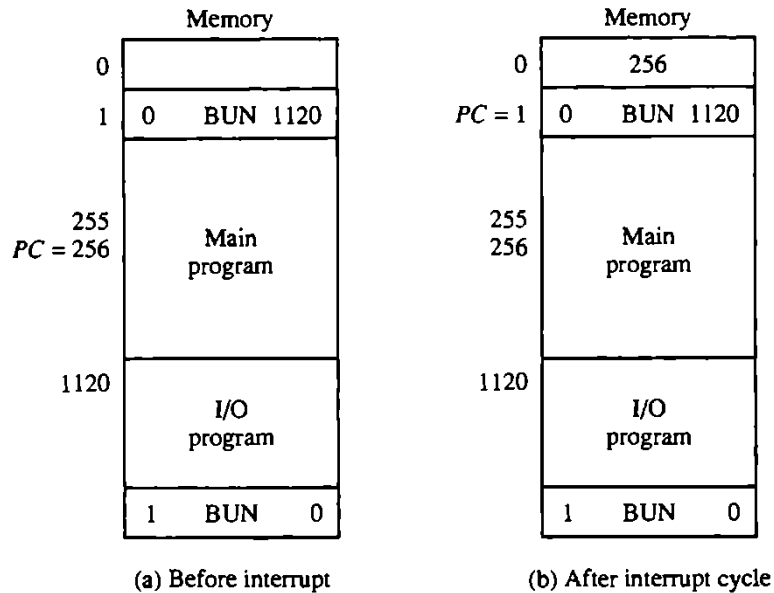 Memory
0
1 0 BUN 1120
255
PC = 256
Main
program
1120
I/O
program
1 BUN 0
(a) Before interrupt
Memory
0 256
PC = 1 0 BUN 1120
255
256
Main
program
1120
I/O
program
1 BUN 0
(b) After interrupt cycle